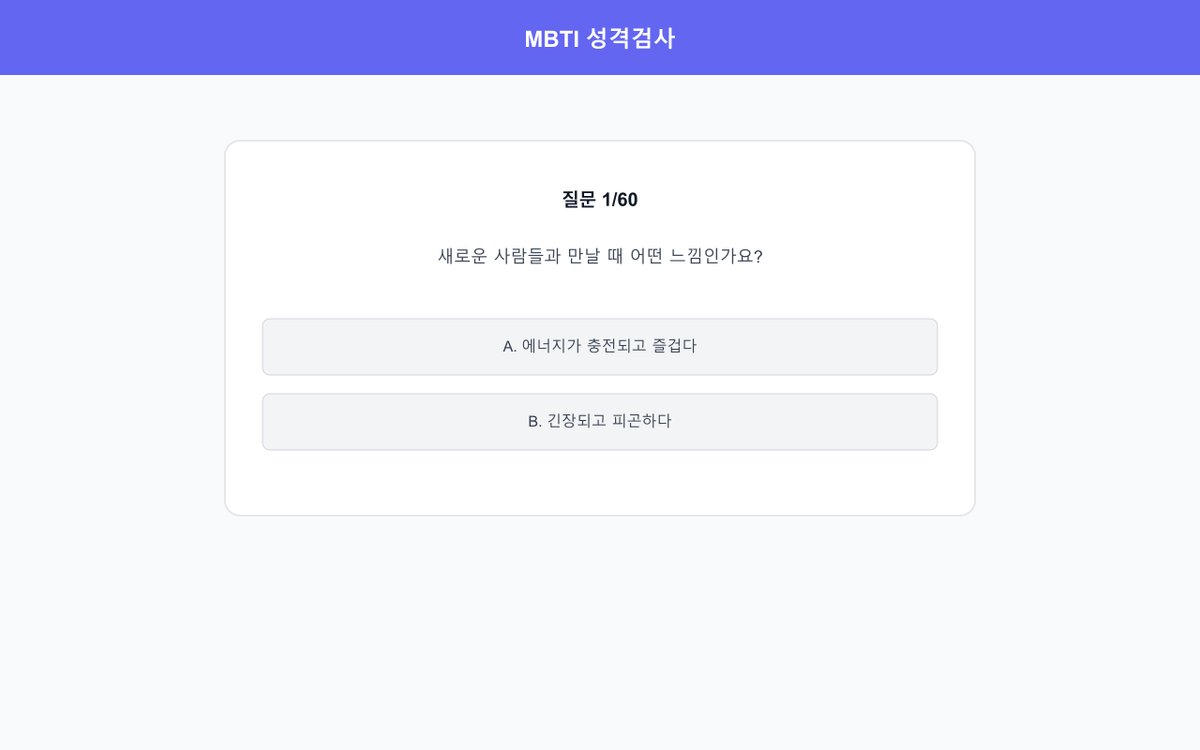 MBTI 성격검사
질문 1/60
새로운 사람들과 만날 때 어떤 느낌인가요?
A. 에너지가 충전되고 즐겁다
B. 긴장되고 피곤하다